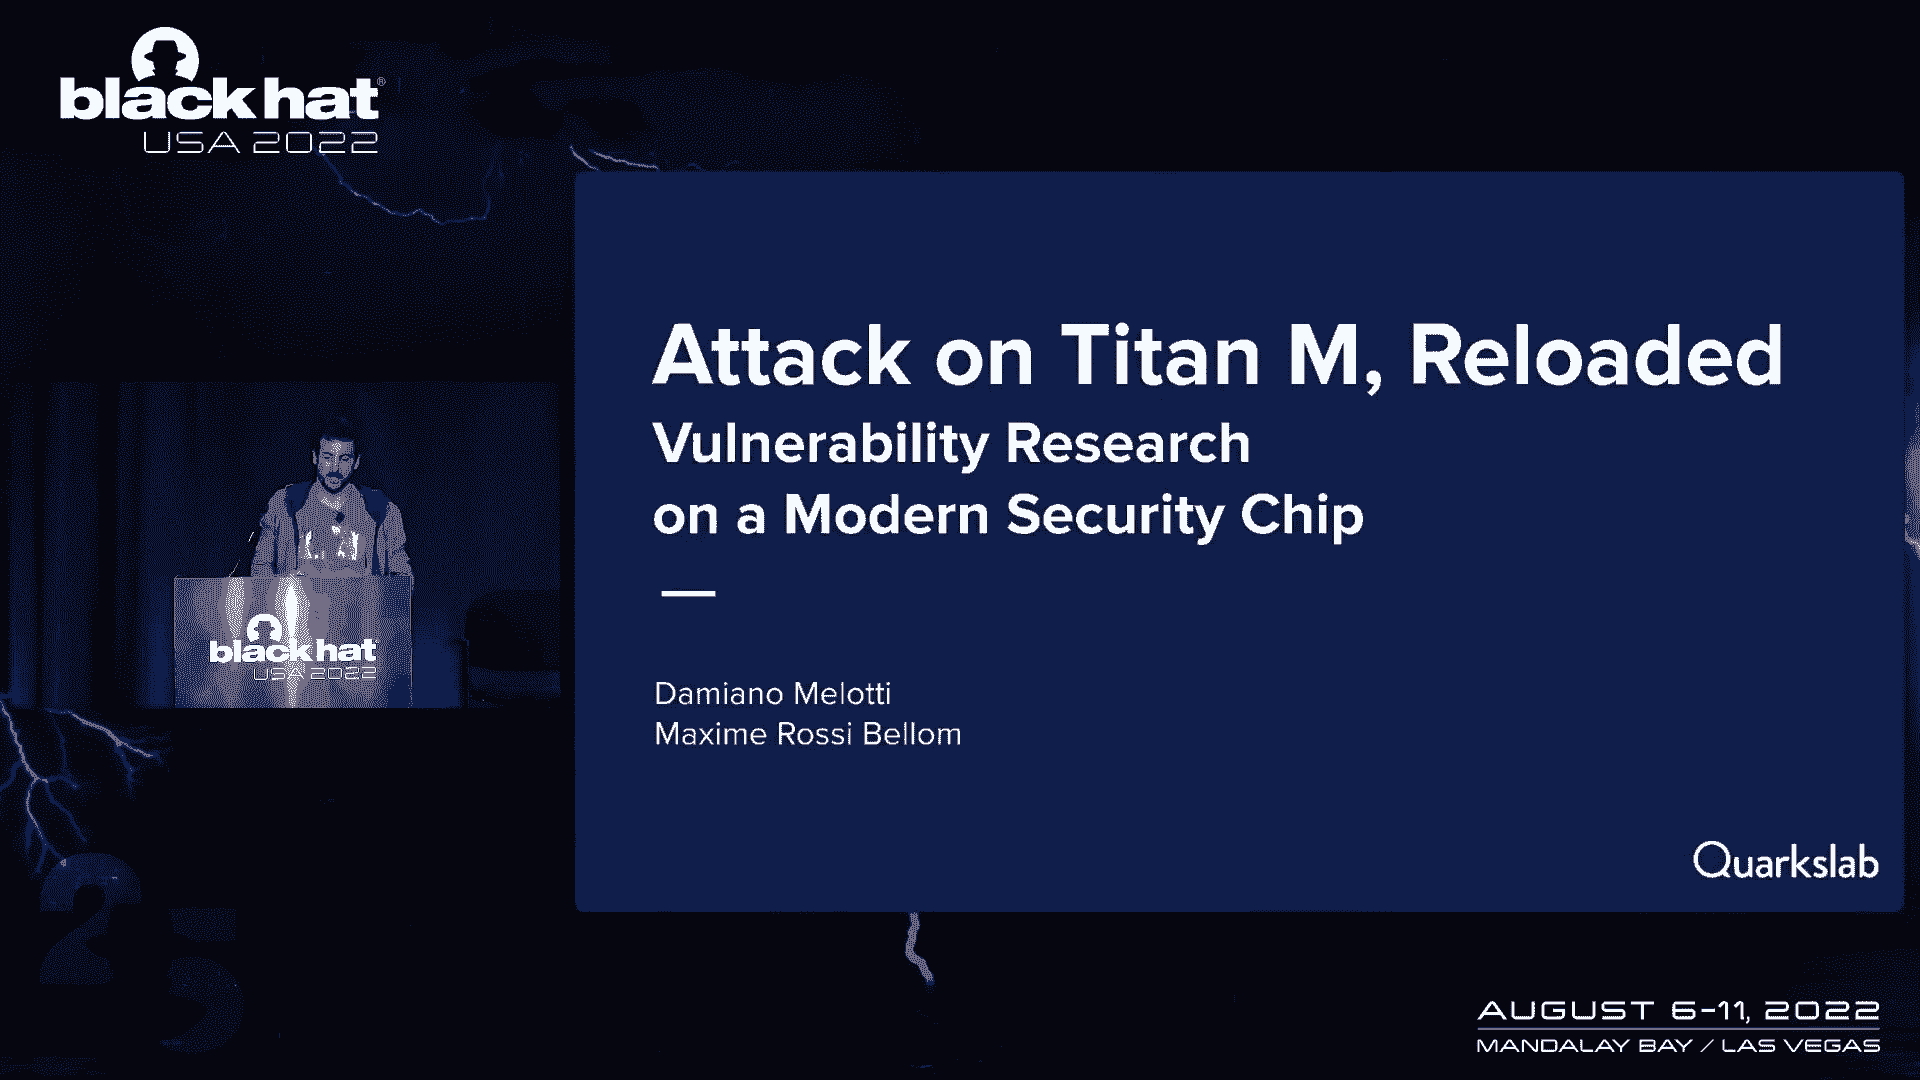 black hat®
USA 2022
Attack on Titan M, Reloaded
Vulnerability Research
on a Modern Security Chip
Damiano Melotti
Maxime Rossi Bellom
Quarkslab
black hat
USA 2022
25
AUGUST 6-11, 2022
MANDALAY BAY / LAS VEGAS